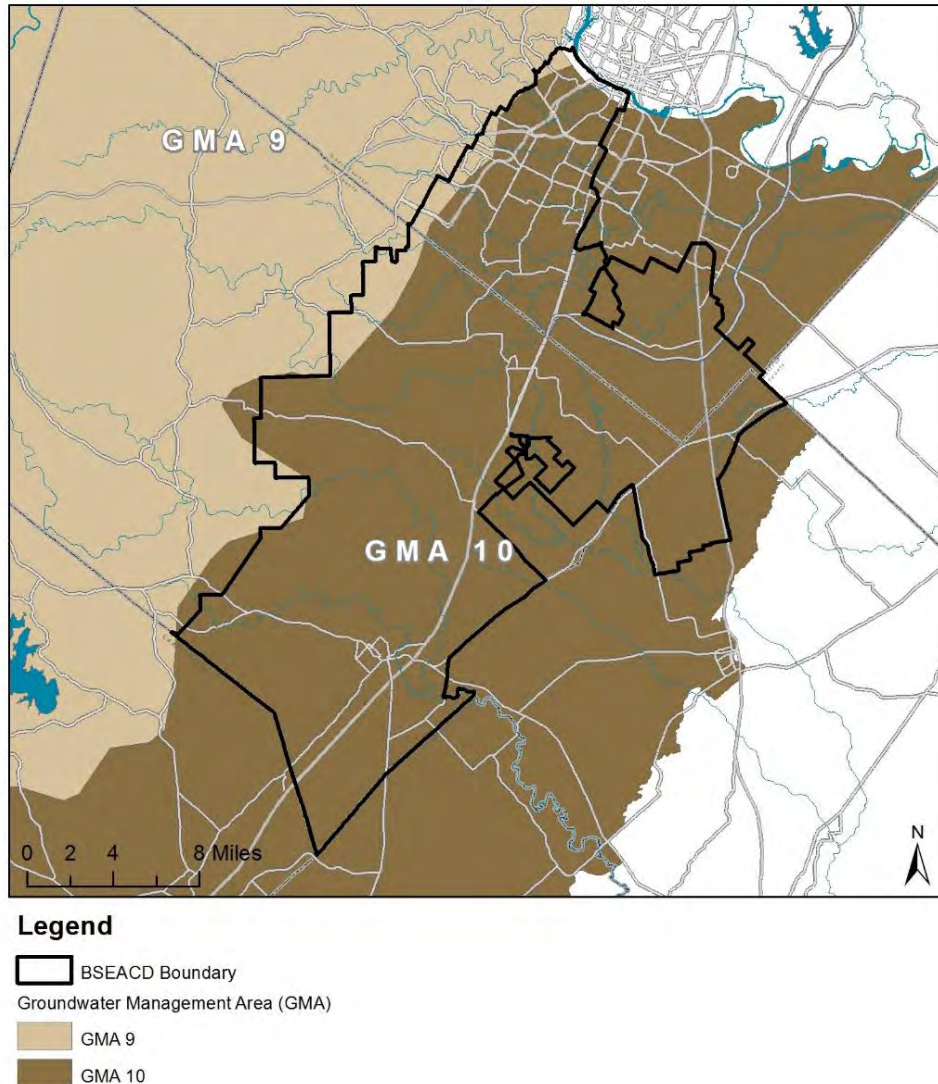 GMA 9
GMA 10
N
0 2 4 8 Miles
Legend
BSEACD Boundary
Groundwater Management Area (GMA)
GMA 9
GMA 10